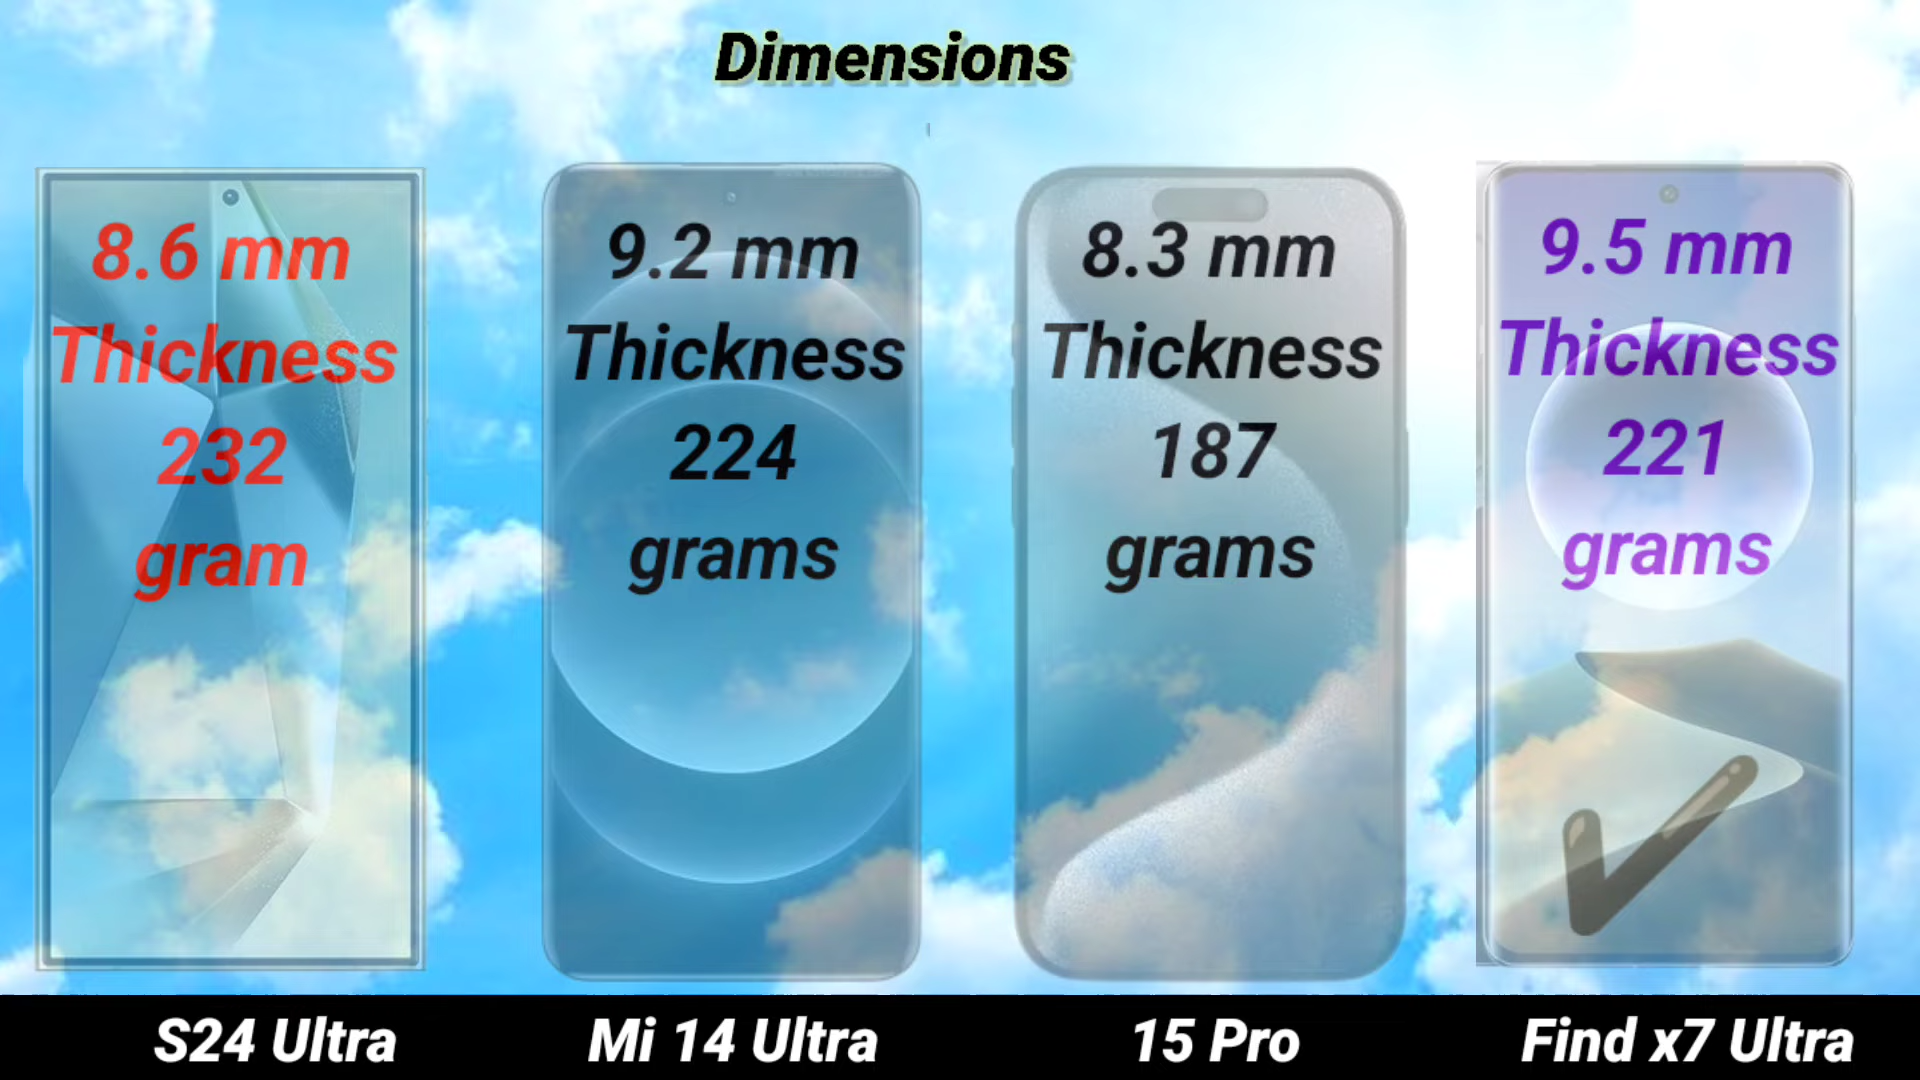 Dimensions
8.6 mm
Thickness
232
gram
9.2 mm
Thickness
224
grams
8.3 mm
Thickness
187
grams
9.5 mm
Thickness
221
grams
S24 Ultra
Mi 14 Ultra
15 Pro
Find x7 Ultra